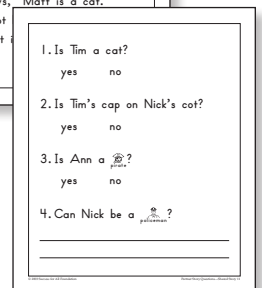 s, Matt is a cat.
ot
t i
1. Is Tim a cat?
yes no
2. Is Tim's cap on Nick's cot?
yes no
3. Is Ann a pirate?
yes no
4. Can Nick be a policeman?